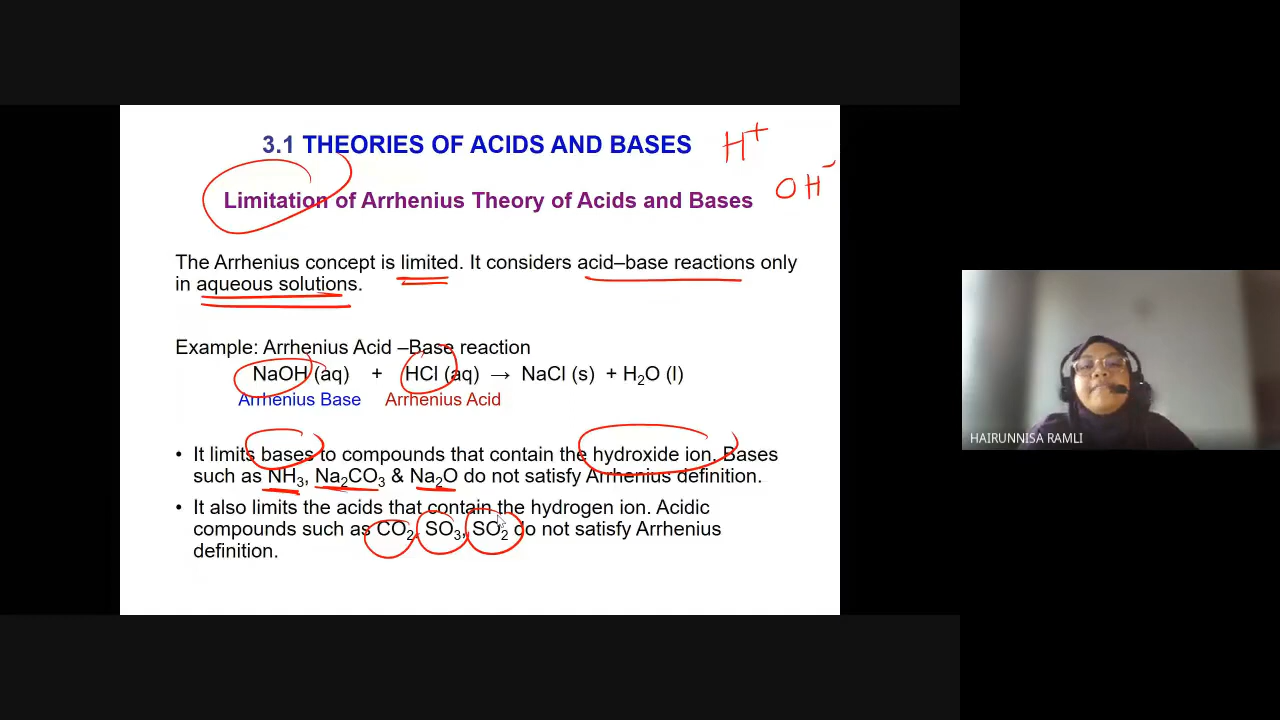 3.1 THEORIES OF ACIDS AND BASES
H⁺
OH⁻
Limitation of Arrhenius Theory of Acids and Bases
The Arrhenius concept is limited. It considers acid–base reactions only
in aqueous solutions.
Example: Arrhenius Acid –Base reaction
NaOH (aq) + HCl (aq) → NaCl (s) + H₂O (l)
Arrhenius Base Arrhenius Acid
• It limits bases to compounds that contain the hydroxide ion. Bases
such as NH₃, Na₂CO₃ & Na₂O do not satisfy Arrhenius definition.
• It also limits the acids that contain the hydrogen ion. Acidic
compounds such as CO₂, SO₃, SO₂ do not satisfy Arrhenius
definition.
HAIRUNNISA RAMLI